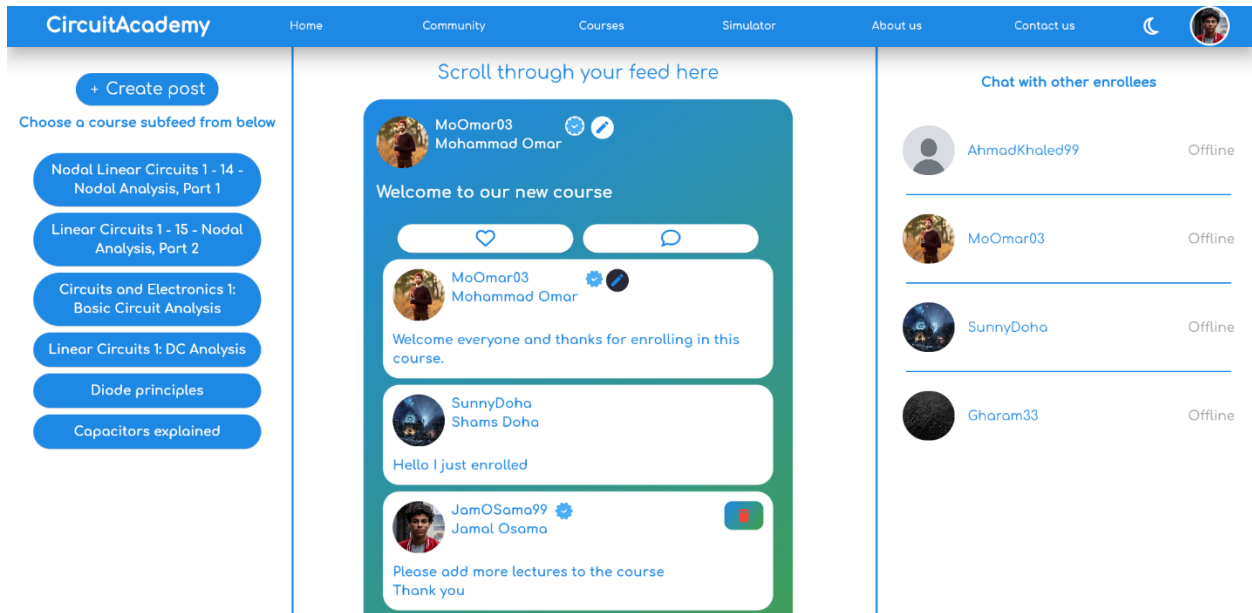 CircuitAcademy
Home
Community
Courses
Simulator
About us
Contact us
+ Create post
Choose a course subfeed from below
Nodal Linear Circuits 1 - 14 -
Nodal Analysis, Part 1
Linear Circuits 1 - 15 - Nodal
Analysis, Part 2
Circuits and Electronics 1:
Basic Circuit Analysis
Linear Circuits 1: DC Analysis
Diode principles
Capacitors explained
Scroll through your feed here
MoOmar03
Mohammad Omar
Welcome to our new course
MoOmar03
Mohammad Omar
Welcome everyone and thanks for enrolling in this
course.
SunnyDoha
Shams Doha
Hello I just enrolled
JamOSama99
Jamal Osama
Please add more lectures to the course
Thank you
Chat with other enrollees
AhmadKhaled99
Offline
MoOmar03
Offline
SunnyDoha
Offline
Gharam33
Offline